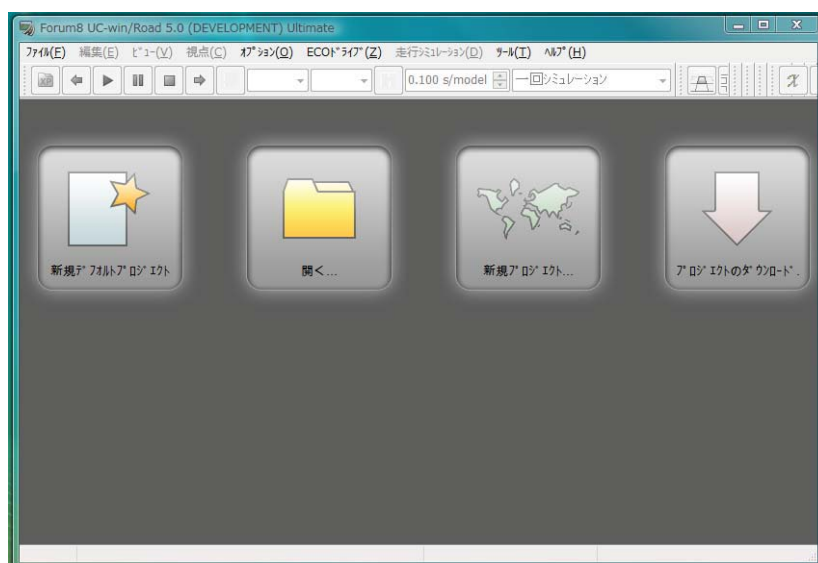 Forum8 UC-win/Road 5.0 (DEVELOPMENT) Ultimate
ﾌｧｲﾙ(F) 編集(E) ﾋﾞｭｰ(V) 視点(C) ｵﾌﾟｼｮﾝ(O) ECOﾄﾞﾗｲﾌﾞ(Z) 走行ｼﾐｭﾚｰｼｮﾝ(D) ﾂｰﾙ(T) ﾍﾙﾌﾟ(H)
0.100 s/model 一回ｼﾐｭﾚｰｼｮﾝ
新規ﾃﾞﾌｫﾙﾄﾌﾟﾛｼﾞｪｸﾄ 開く... 新規ﾌﾟﾛｼﾞｪｸﾄ... ﾌﾟﾛｼﾞｪｸﾄのﾀﾞｳﾝﾛｰﾄﾞ.